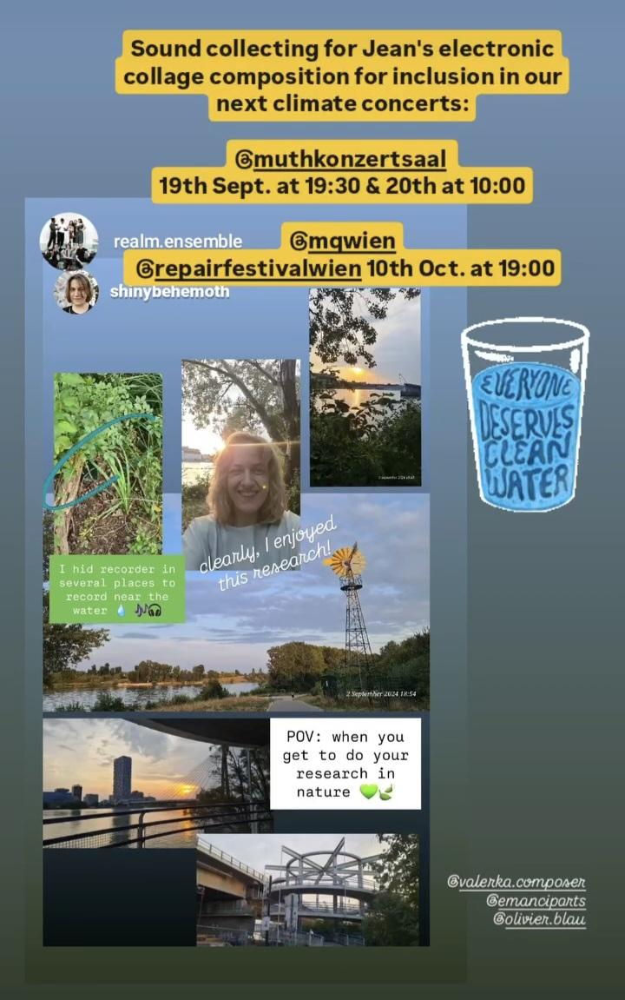 Sound collecting for Jean's electronic
collage composition for inclusion in our
next climate concerts:
@muthkonzertsaal
19th Sept. at 19:30 & 20th at 10:00
@mqwien
@repairfestivalwien 10th Oct. at 19:00
realm.ensemble
shinybehemoth
EVERYONE
DESERVES
CLEAN
WATER
clearly, I enjoyed
this research!
I hid recorder in
several places to
record near the
water 💧 🎶🎧
2 September 2024 18:54
POV: when you
get to do your
research in
nature 💚🍃
@valerka.composer
@emanciparts
@olivier.blau